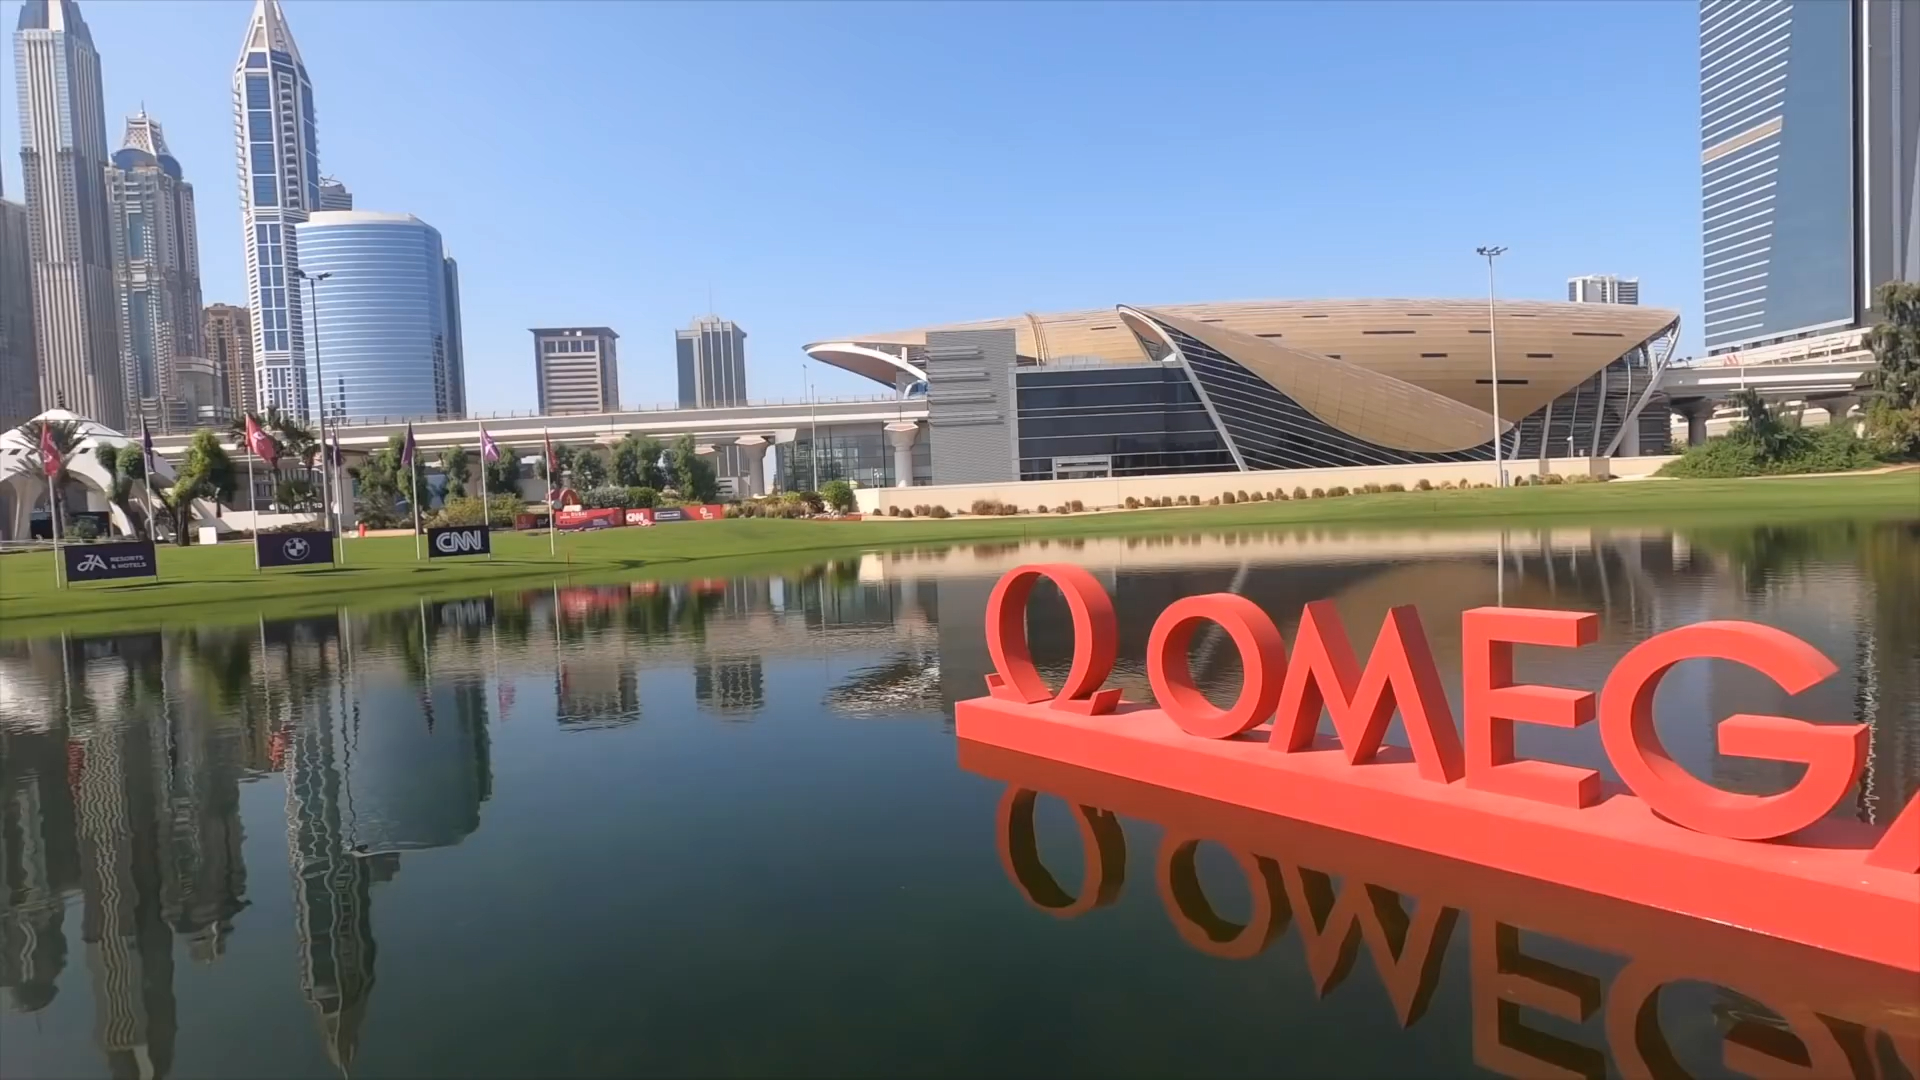 JA RESORTS
& HOTELS
CNN
CNN
Ω OMEGA